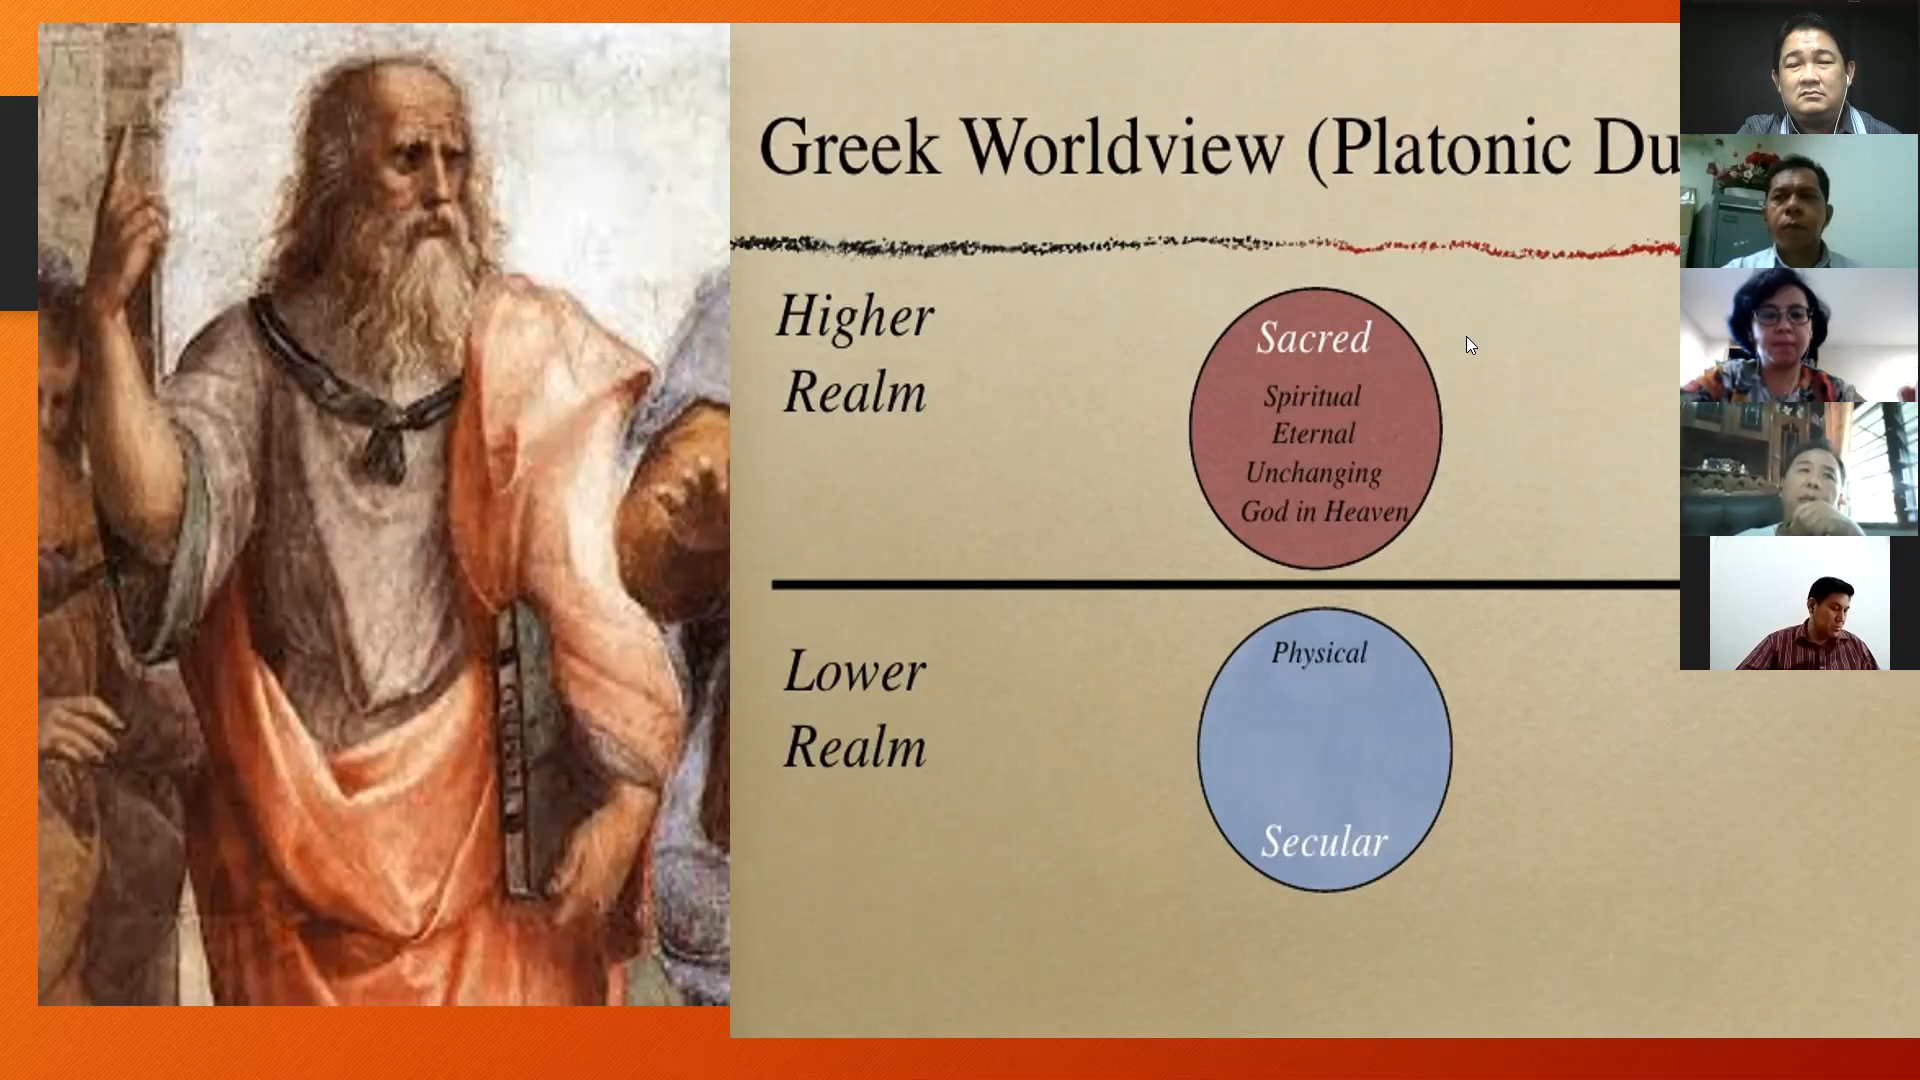 Greek Worldview (Platonic Du
Higher
Realm
Sacred
Spiritual
Eternal
Unchanging
God in Heaven
Lower
Realm
Physical
Secular